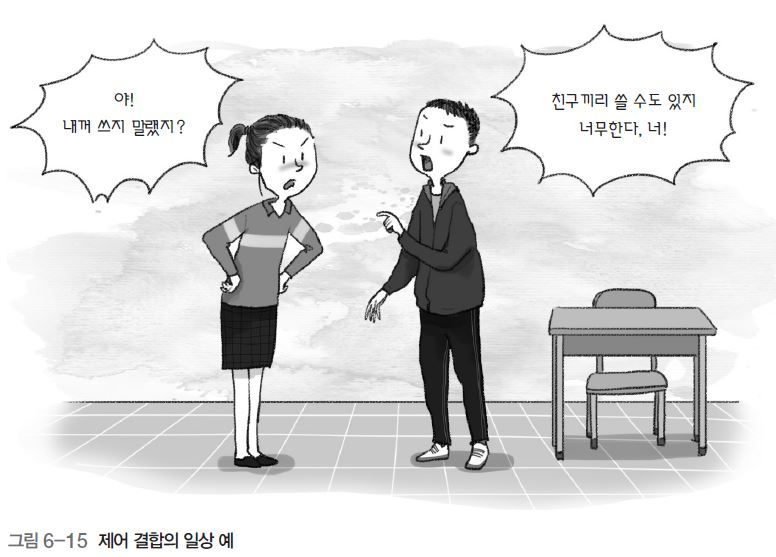 야!
내꺼 쓰지 말랬지?
친구끼리 쓸 수도 있지
너무한다, 너!
그림 6-15 제어 결합의 일상 예